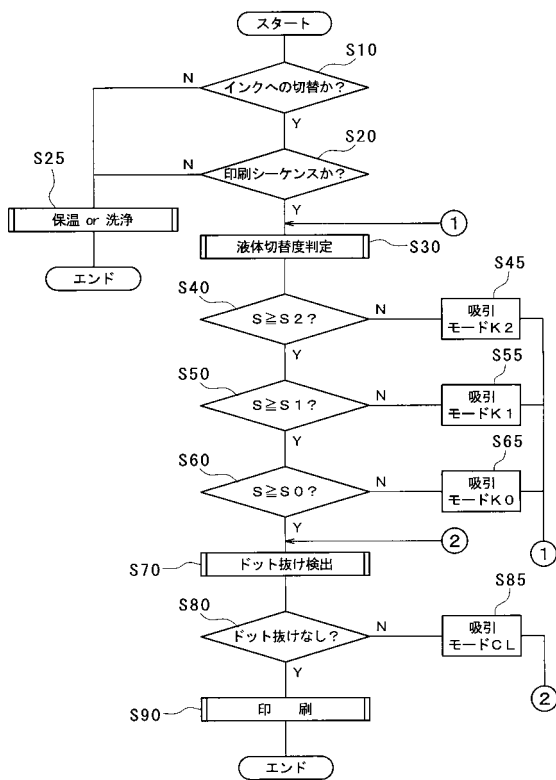 スタート
S10
インクへの切替か?
N
Y
S20
印刷シーケンスか?
N
Y
S25
保温 or 洗浄
エンド
①
液体切替度判定
S30
S40
S≧S2?
N
Y
S45
吸引
モードK2
S50
S≧S1?
N
Y
S55
吸引
モードK1
S60
S≧S0?
N
Y
S65
吸引
モードK0
①
②
S70
ドット抜け検出
S80
ドット抜けなし?
N
Y
S85
吸引
モードCL
②
S90
印 刷
エンド